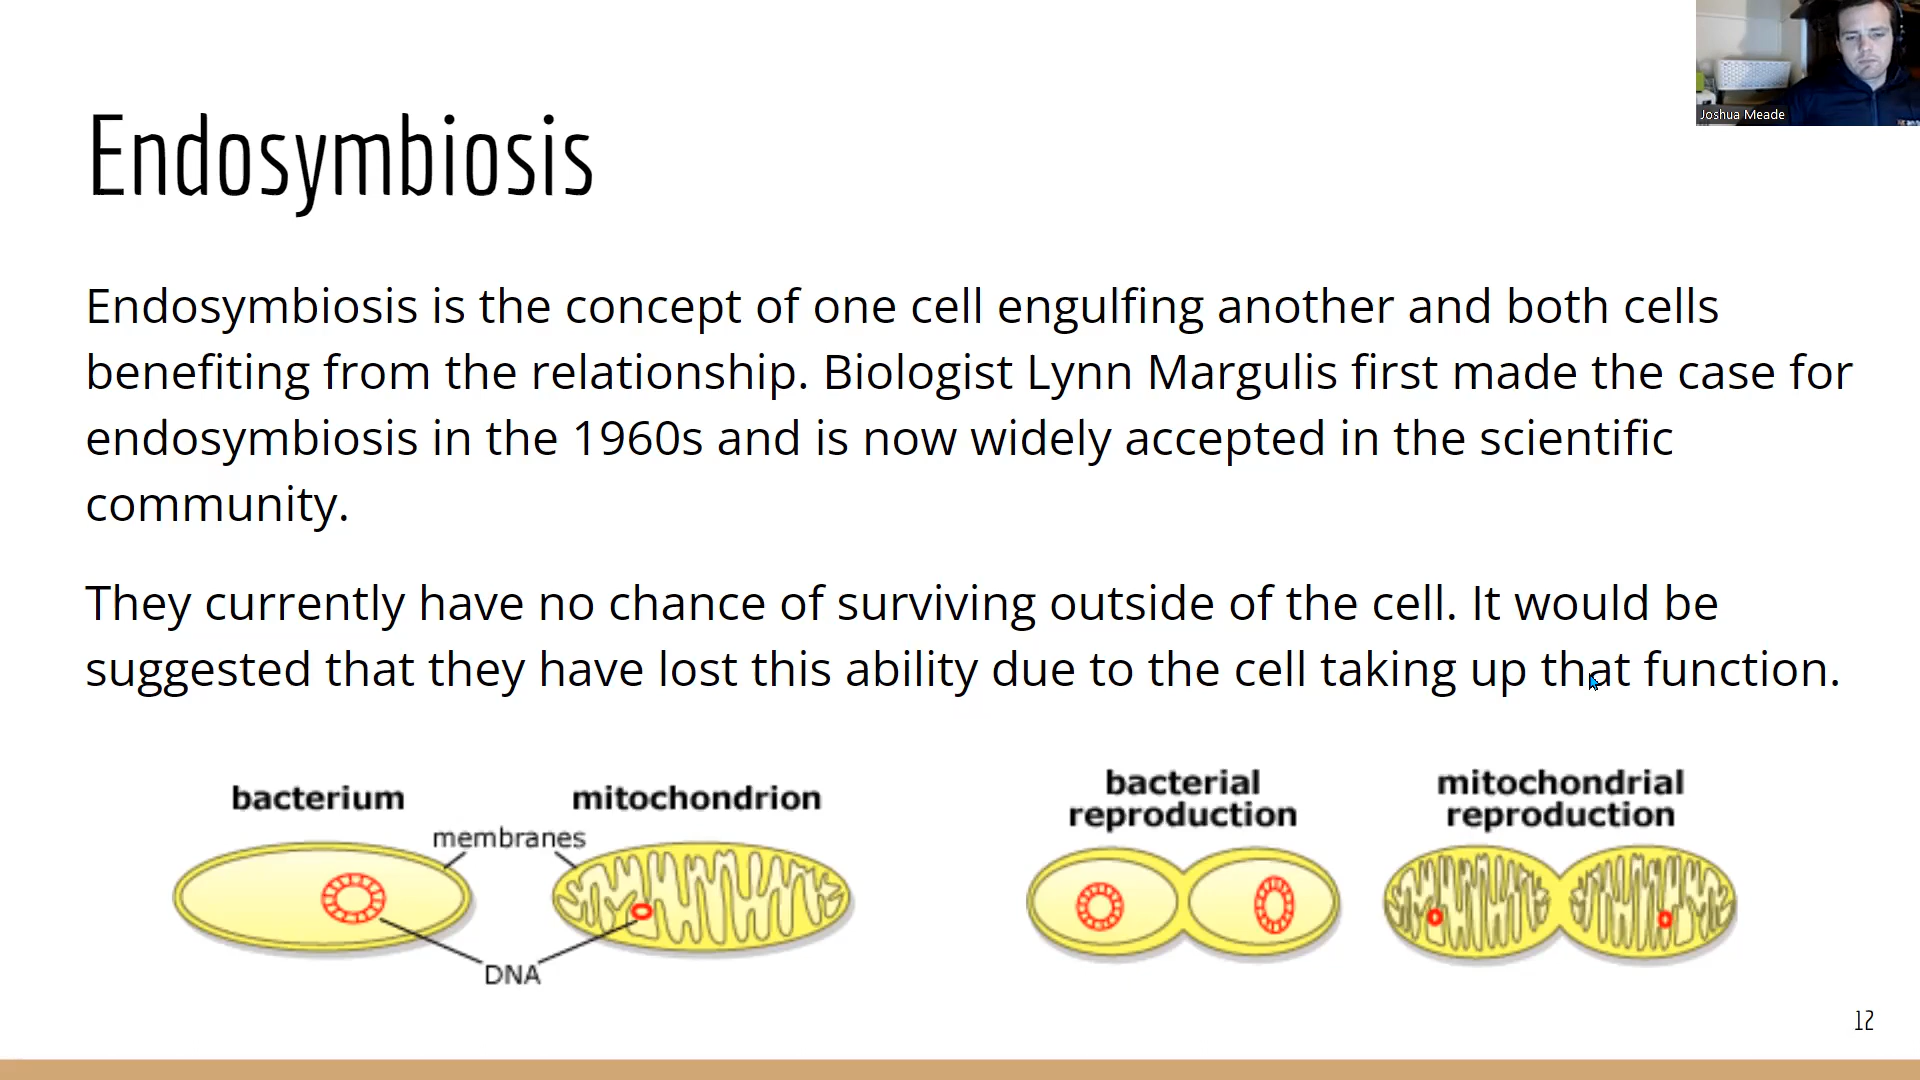 Joshua Meade
Endosymbiosis
Endosymbiosis is the concept of one cell engulfing another and both cells
benefiting from the relationship. Biologist Lynn Margulis first made the case for
endosymbiosis in the 1960s and is now widely accepted in the scientific
community.
They currently have no chance of surviving outside of the cell. It would be
suggested that they have lost this ability due to the cell taking up that function.
bacterium
mitochondrion
membranes
DNA
bacterial
reproduction
mitochondrial
reproduction
12